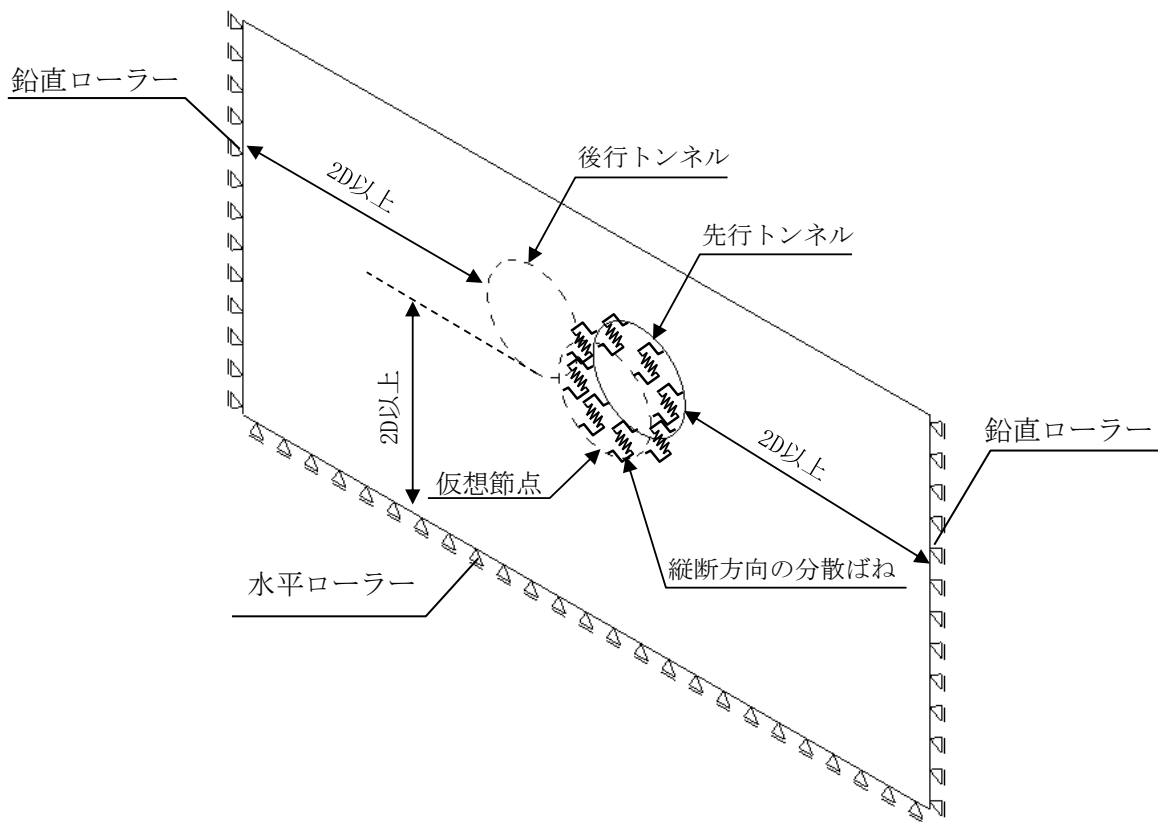 鉛直ローラー
2D以上
後行トンネル
先行トンネル
2D以上
2D以上
鉛直ローラー
仮想節点
縦断方向の分散ばね
水平ローラー